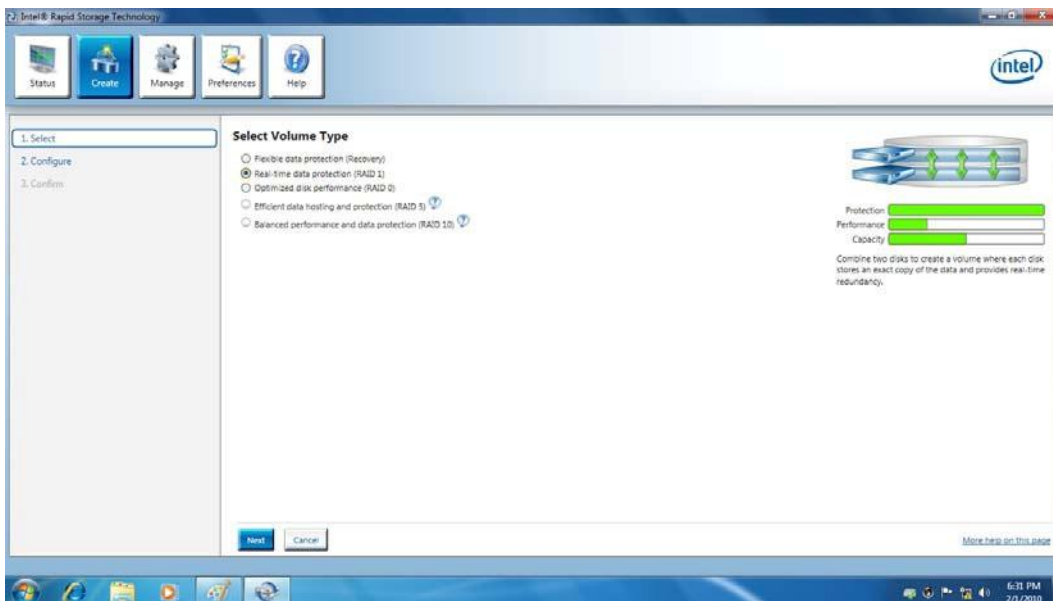 Intel® Rapid Storage Technology
Status
Create
Manage
Preferences
Help
intel
1. Select
2. Configure
3. Confirm
Select Volume Type
Flexible data protection (Recovery)
Real-time data protection (RAID 1)
Optimized disk performance (RAID 0)
Efficient data hosting and protection (RAID 5) ?
Balanced performance and data protection (RAID 10) ?
Protection
Performance
Capacity
Combine two disks to create a volume where each disk
stores an exact copy of the data and provides real-time
redundancy.
Next
Cancel
More help on this page
6:31 PM
2/1/2010